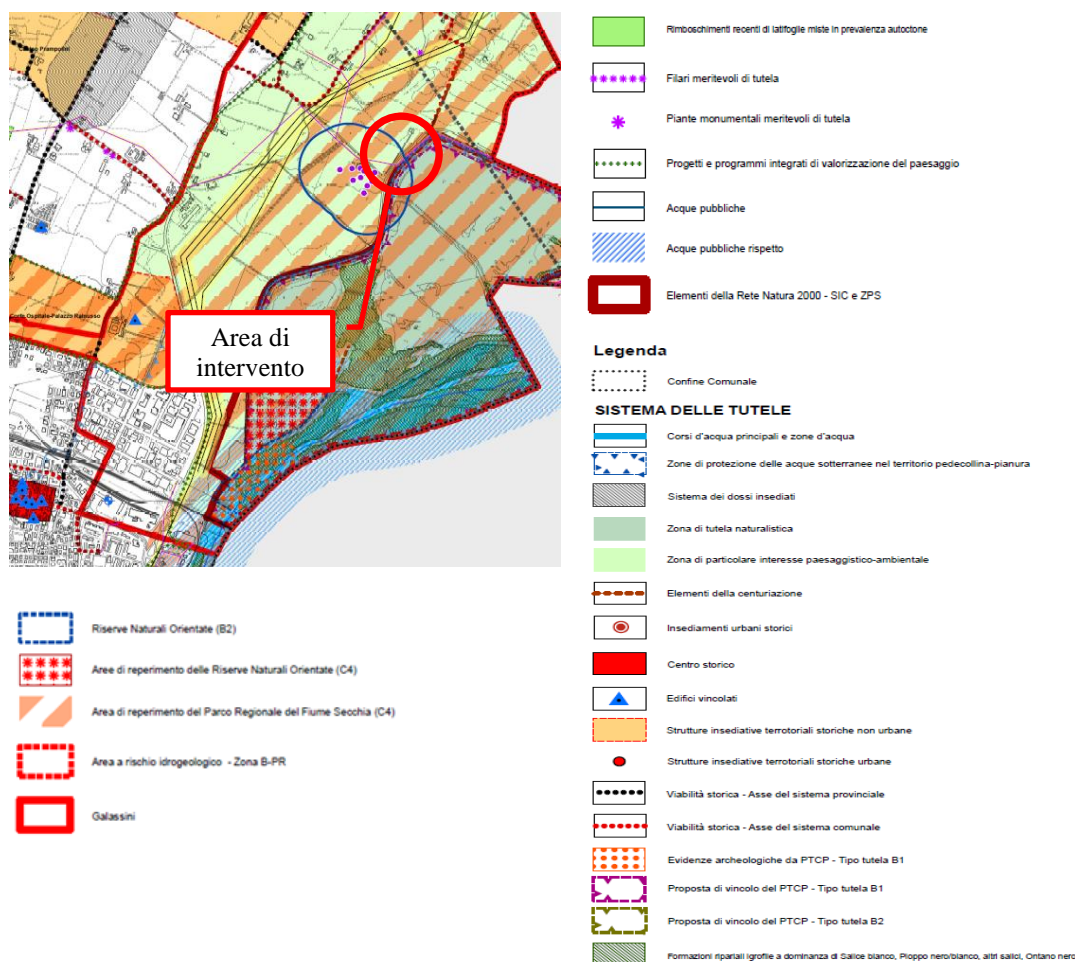 Casino Prampolini
Corte Ospitale-Palazzo Rainusso
Area di
intervento
Riserve Naturali Orientate (B2)
Aree di reperimento delle Riserve Naturali Orientate (C4)
Area di reperimento del Parco Regionale del Fiume Secchia (C4)
Area a rischio idrogeologico - Zona B-PR
Galassini
Rimboschimenti recenti di latifoglie miste in prevalenza autoctone
Filari meritevoli di tutela
Piante monumentali meritevoli di tutela
Progetti e programmi integrati di valorizzazione del paesaggio
Acque pubbliche
Acque pubbliche rispetto
Elementi della Rete Natura 2000 - SIC e ZPS
Legenda
Confine Comunale
SISTEMA DELLE TUTELE
Corsi d'acqua principali e zone d'acqua
Zone di protezione delle acque sotterranee nel territorio pedecollina-pianura
Sistema dei dossi insediati
Zona di tutela naturalistica
Zona di particolare interesse paesaggistico-ambientale
Elementi della centuriazione
Insediamenti urbani storici
Centro storico
Edifici vincolati
Strutture insediative terrotoriali storiche non urbane
Strutture insediative terrotoriali storiche urbane
Viabilità storica - Asse del sistema provinciale
Viabilità storica - Asse del sistema comunale
Evidenze archeologiche da PTCP - Tipo tutela B1
Proposta di vincolo del PTCP - Tipo tutela B1
Proposta di vincolo del PTCP - Tipo tutela B2
Formazioni ripariali igrofile a dominanza di Salice bianco, Pioppo nero/bianco, altri salici, Ontano nero